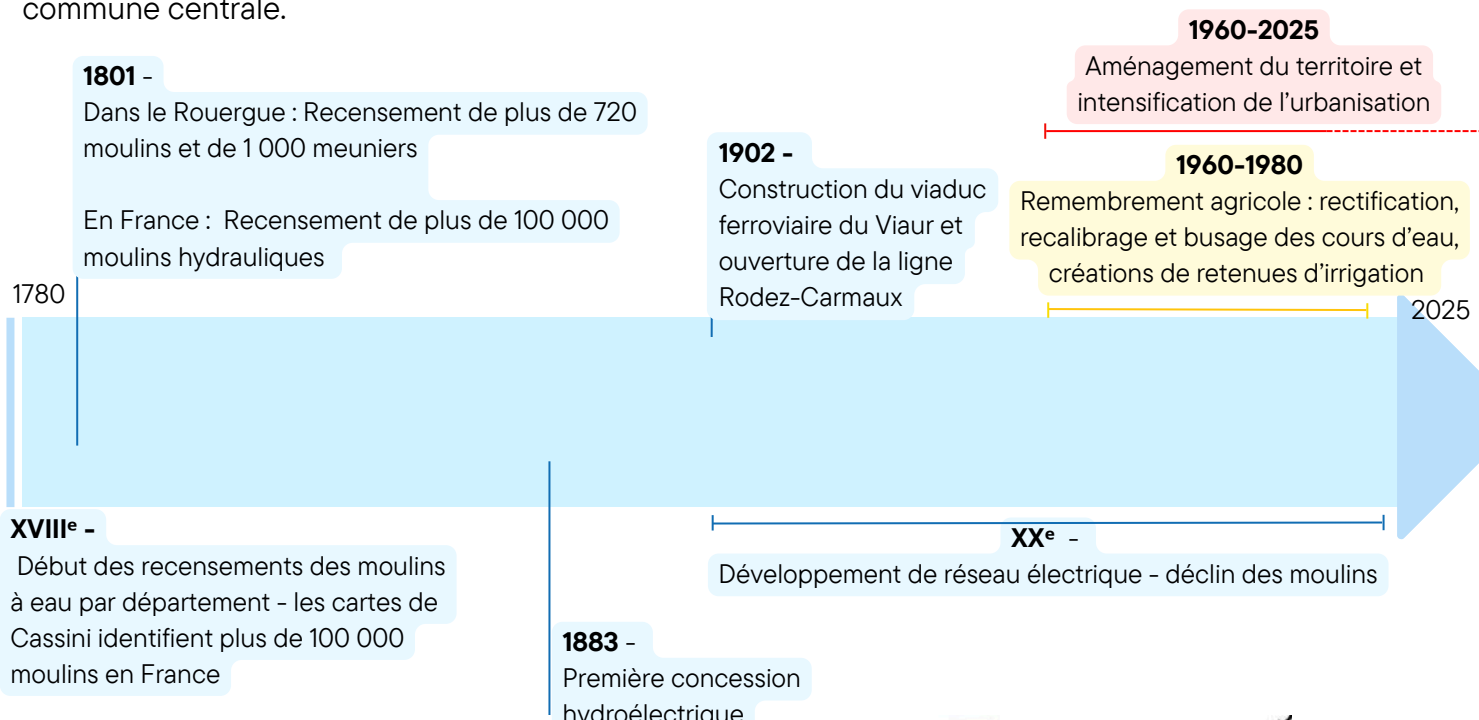 commune centrale.
1801 -
Dans le Rouergue : Recensement de plus de 720
moulins et de 1 000 meuniers
En France : Recensement de plus de 100 000
moulins hydrauliques
1902 -
Construction du viaduc
ferroviaire du Viaur et
ouverture de la ligne
Rodez-Carmaux
1960-2025
Aménagement du territoire et
intensification de l'urbanisation
1960-1980
Remembrement agricole : rectification,
recalibrage et busage des cours d'eau,
créations de retenues d'irrigation
1780
2025
XVIIIᵉ -
Début des recensements des moulins
à eau par département - les cartes de
Cassini identifient plus de 100 000
moulins en France
XXᵉ -
Développement de réseau électrique - déclin des moulins
1883 -
Première concession
hydroélectrique